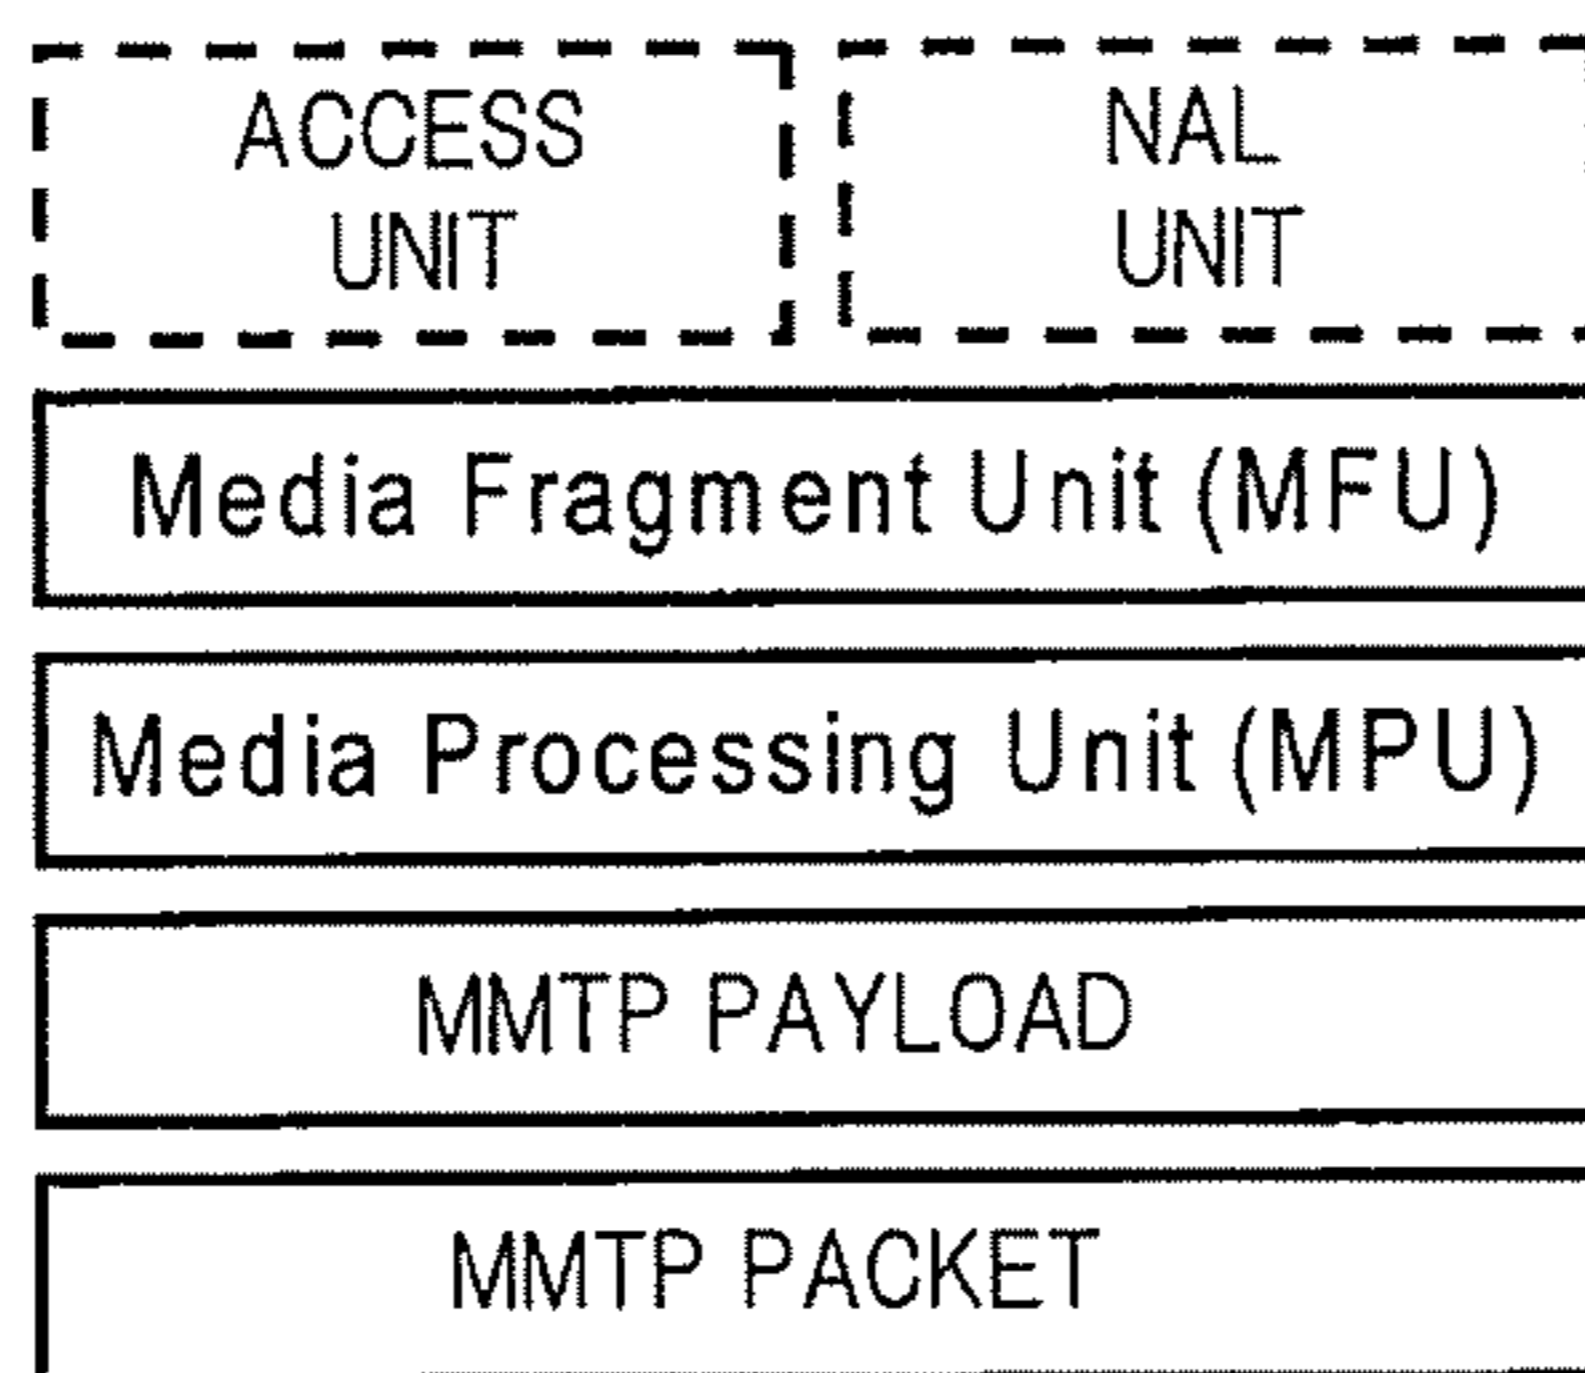 ACCESS
UNIT
NAL
UNIT
Media Fragment Unit (MFU)
Media Processing Unit (MPU)
MMTP PAYLOAD
MMTP PACKET